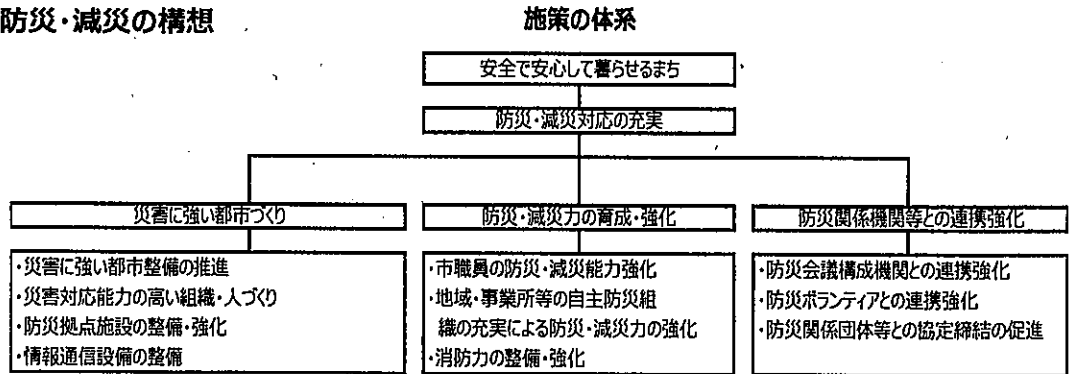 防災・減災の構想
施策の体系
安全で安心して暮らせるまち
防災・減災対応の充実
災害に強い都市づくり
・災害に強い都市整備の推進
・災害対応能力の高い組織・人づくり
・防災拠点施設の整備・強化
・情報通信設備の整備
防災・減災力の育成・強化
・市職員の防災・減災能力強化
・地域・事業所等の自主防災組
織の充実による防災・減災力の強化
・消防力の整備・強化
防災関係機関等との連携強化
・防災会議構成機関との連携強化
・防災ボランティアとの連携強化
・防災関係団体等との協定締結の促進